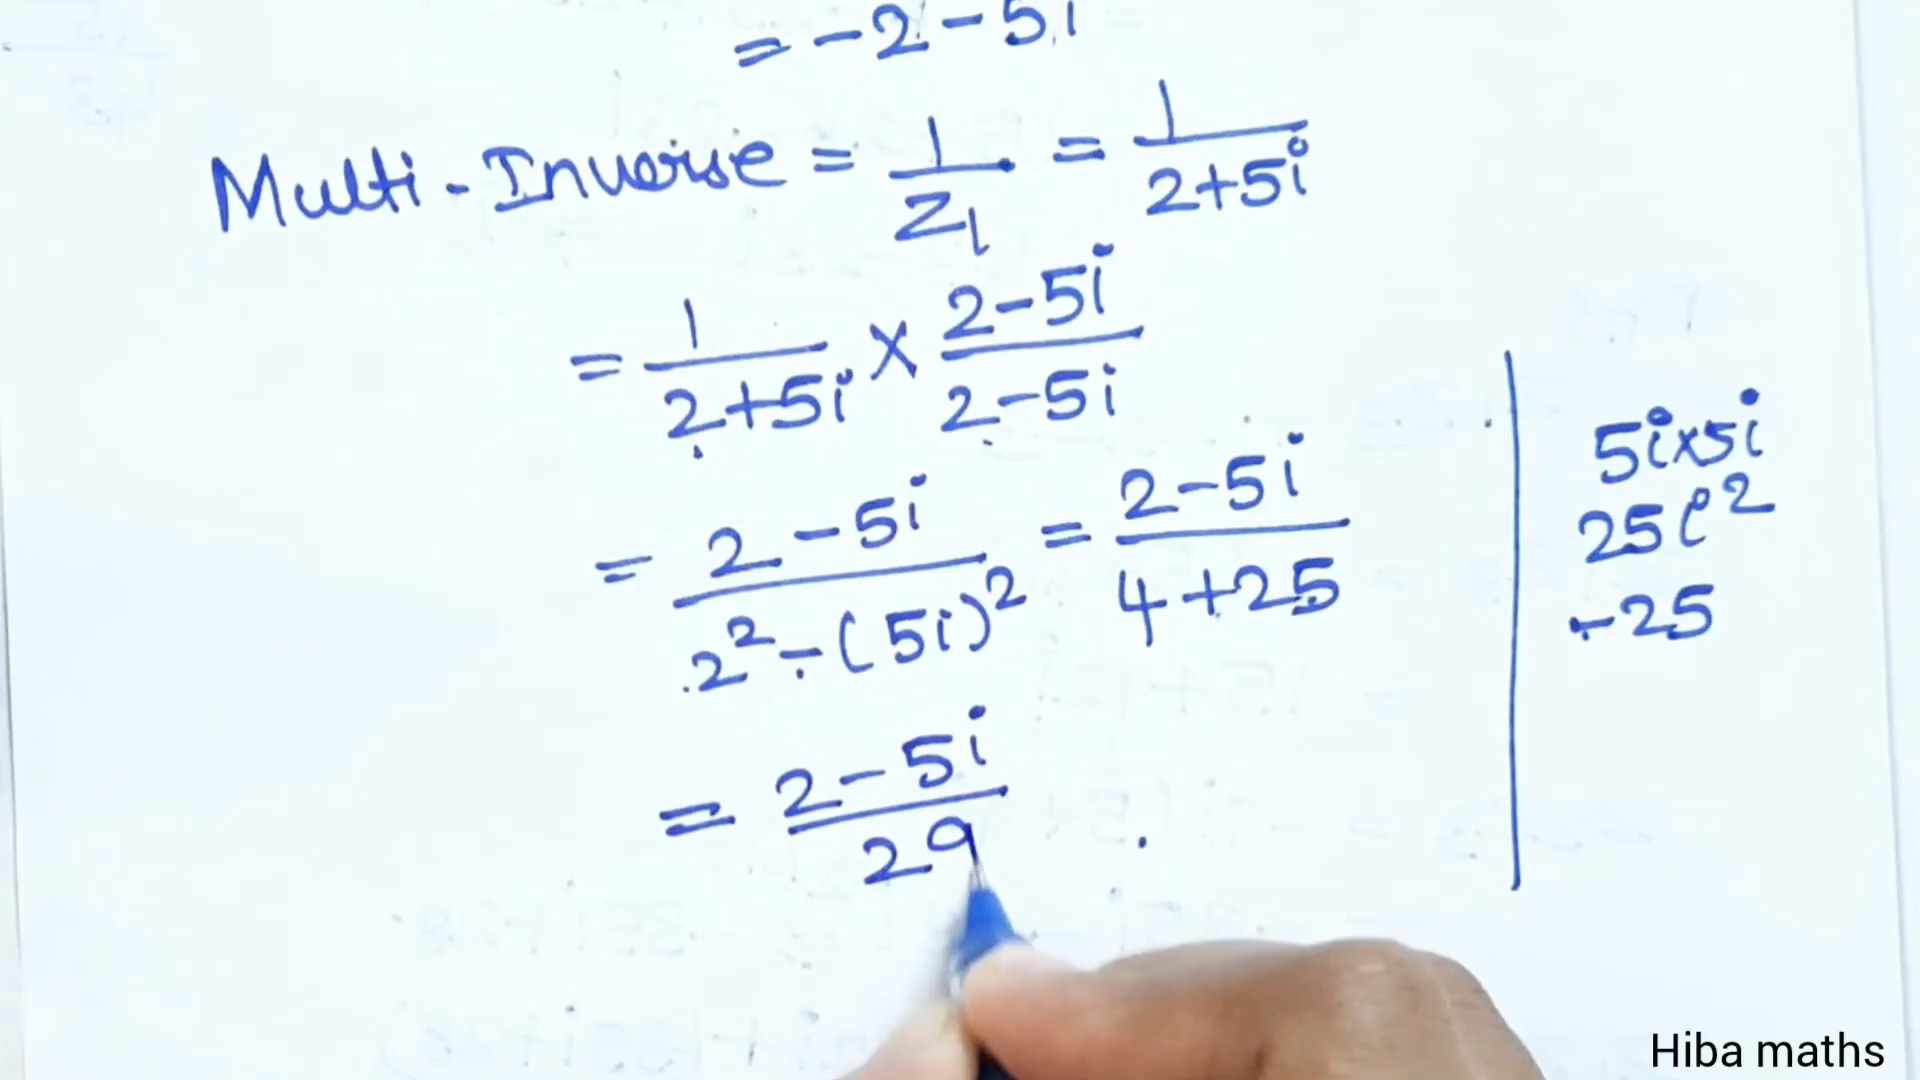 = -2-5i
Multi-Inverse = 1/Z₁ = 1/2+5i
= 1/2+5i × 2-5i/2-5i
= 2-5i/2²-(5i)² = 2-5i/4+25
= 2-5i/29
5i×5i
25i²
-25
Hiba maths